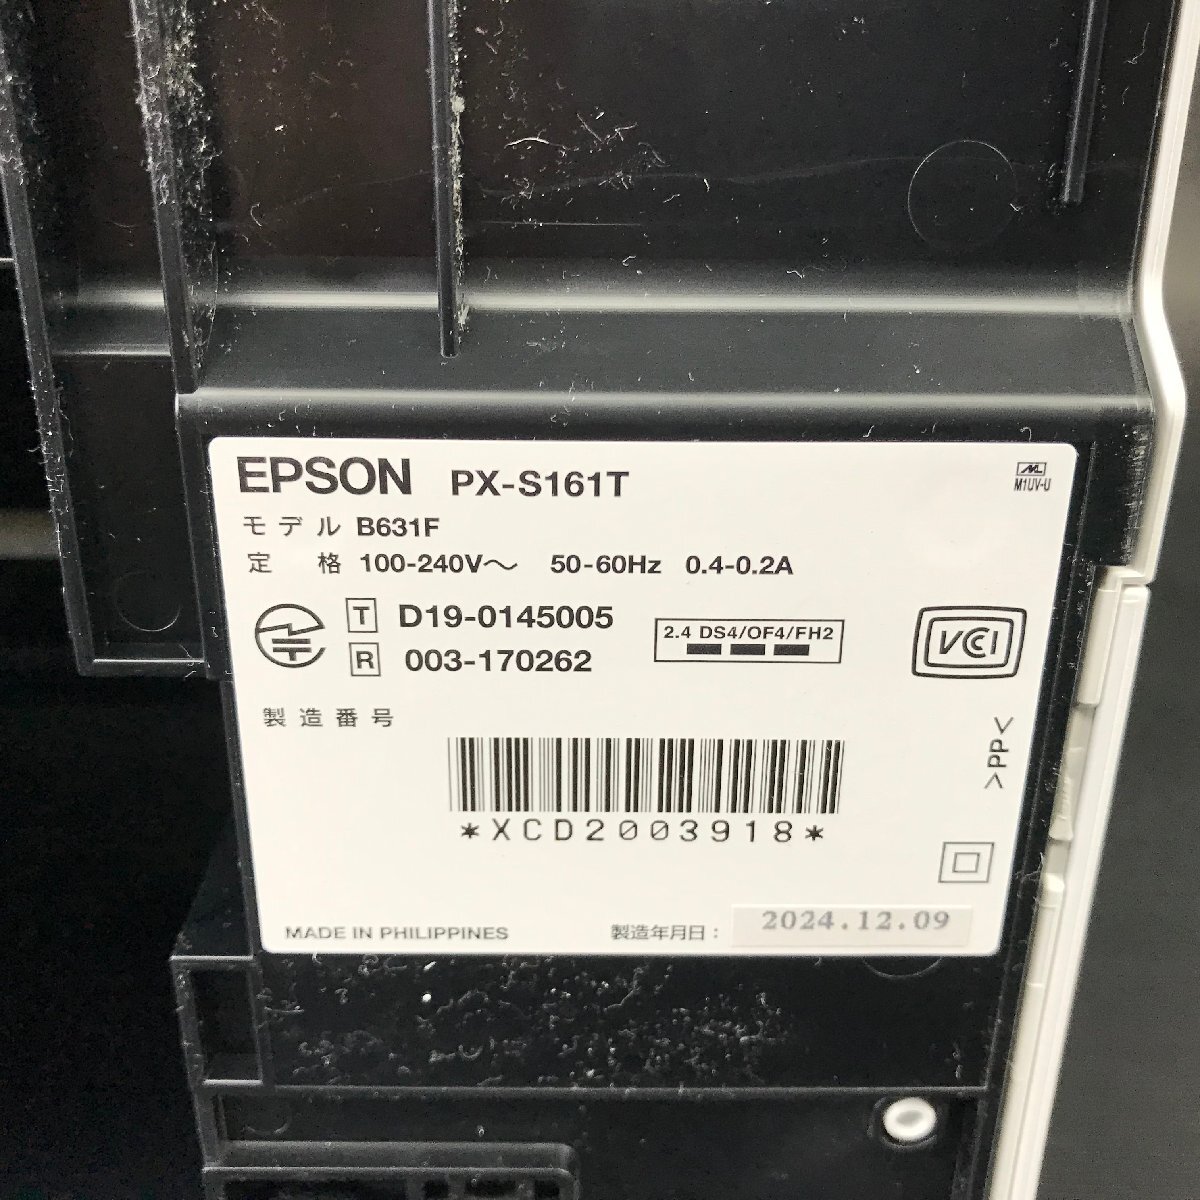 EPSON PX-S161T
ML
M1UV-U
モデル B631F
定格 100-240V～ 50-60Hz 0.4-0.2A
T D19-0145005
R 003-170262
2.4 DS4/OF4/FH2
VCCI
製造番号
>PP<
*XCD2003918*
MADE IN PHILIPPINES
製造年月日： 2024.12.09